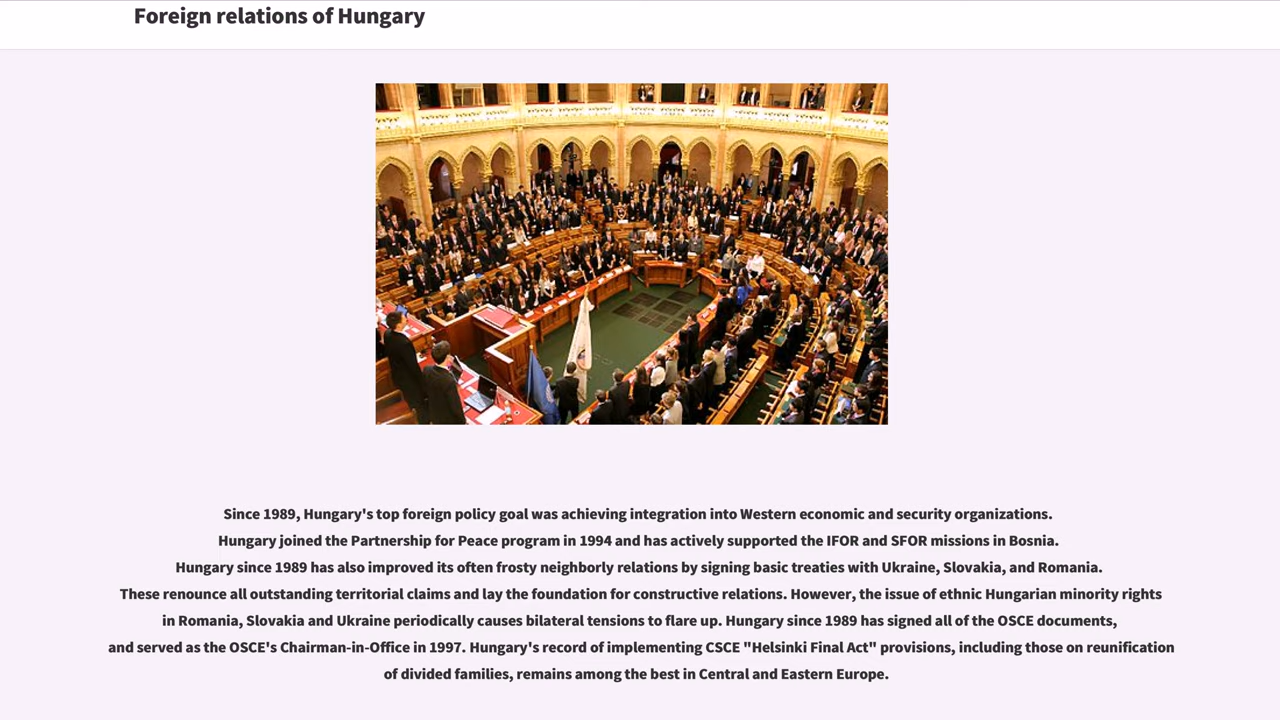 Foreign relations of Hungary
Since 1989, Hungary's top foreign policy goal was achieving integration into Western economic and security organizations.
Hungary joined the Partnership for Peace program in 1994 and has actively supported the IFOR and SFOR missions in Bosnia.
Hungary since 1989 has also improved its often frosty neighborly relations by signing basic treaties with Ukraine, Slovakia, and Romania.
These renounce all outstanding territorial claims and lay the foundation for constructive relations. However, the issue of ethnic Hungarian minority rights
in Romania, Slovakia and Ukraine periodically causes bilateral tensions to flare up. Hungary since 1989 has signed all of the OSCE documents,
and served as the OSCE's Chairman-in-Office in 1997. Hungary's record of implementing CSCE "Helsinki Final Act" provisions, including those on reunification
of divided families, remains among the best in Central and Eastern Europe.